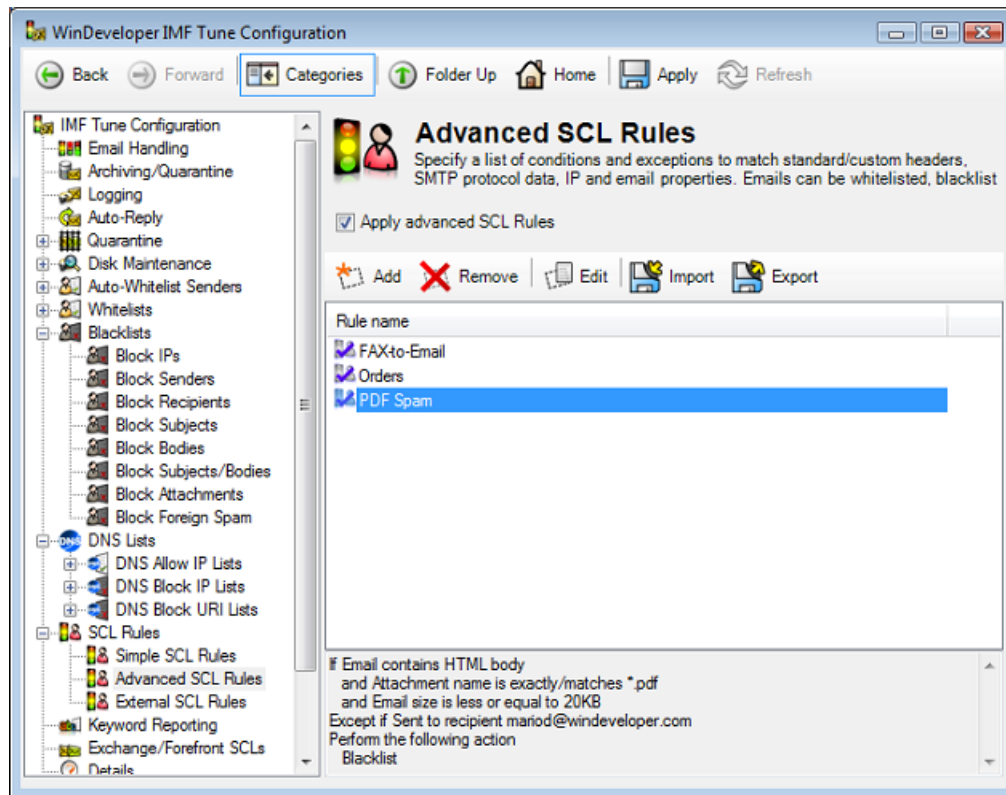 WinDeveloper IMF Tune Configuration
Back Forward Categories Folder Up Home Apply Refresh
IMF Tune Configuration
Email Handling
Archiving/Quarantine
Logging
Auto-Reply
Quarantine
Disk Maintenance
Auto-Whitelist Senders
Whitelists
Blacklists
Block IPs
Block Senders
Block Recipients
Block Subjects
Block Bodies
Block Subjects/Bodies
Block Attachments
Block Foreign Spam
DNS Lists
DNS Allow IP Lists
DNS Block IP Lists
DNS Block URI Lists
SCL Rules
Simple SCL Rules
Advanced SCL Rules
External SCL Rules
Keyword Reporting
Exchange/Forefront SCLs
Details
Advanced SCL Rules
Specify a list of conditions and exceptions to match standard/custom headers,
SMTP protocol data, IP and email properties. Emails can be whitelisted, blacklist
Apply advanced SCL Rules
Add Remove Edit Import Export
Rule name
FAX-to-Email
Orders
PDF Spam
If Email contains HTML body
and Attachment name is exactly/matches *.pdf
and Email size is less or equal to 20KB
Except if Sent to recipient mariod@windeveloper.com
Perform the following action
Blacklist